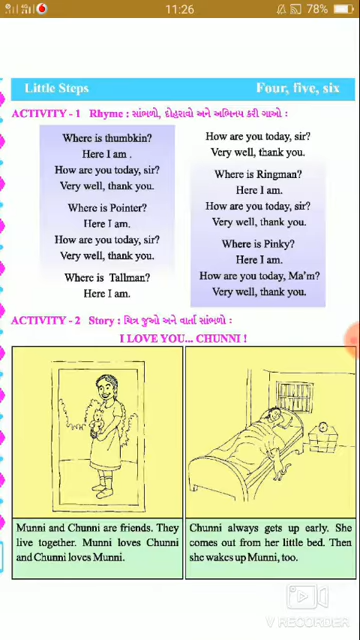 11:26
78%
Little Steps
Four, five, six
ACTIVITY - 1 Rhyme : સાંભળો, દોહરાવો અને અભિનય કરી ગાઓ :
Where is thumbkin?
Here I am .
How are you today, sir?
Very well, thank you.
Where is Pointer?
Here I am.
How are you today, sir?
Very well, thank you.
Where is Tallman?
Here I am.
How are you today, sir?
Very well, thank you.
Where is Ringman?
Here I am.
How are you today, sir?
Very well, thank you.
Where is Pinky?
Here I am.
How are you today, Ma'm?
Very well, thank you.
ACTIVITY - 2 Story : ચિત્ર જુઓ અને વાર્તા સાંભળો :
I LOVE YOU... CHUNNI !
Munni and Chunni are friends. They
live together. Munni loves Chunni
and Chunni loves Munni.
Chunni always gets up early. She
comes out from her little bed. Then
she wakes up Munni, too.
V RECORDER